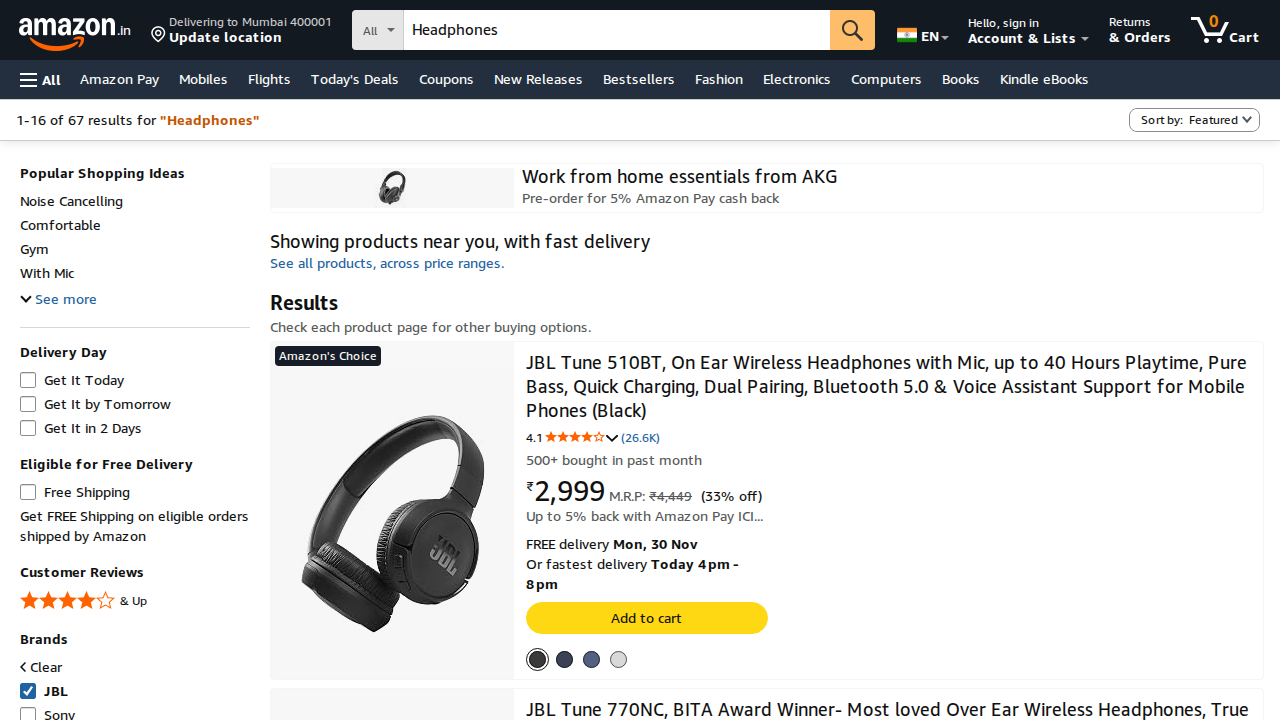 amazon.in
Delivering to Mumbai 400001
Update location
All
Headphones
EN
Hello, sign in
Account & Lists
Returns
& Orders
0
Cart
All
Amazon Pay
Mobiles
Flights
Today's Deals
Coupons
New Releases
Bestsellers
Fashion
Electronics
Computers
Books
Kindle eBooks
1-16 of 67 results for "Headphones"
Sort by: Featured
Popular Shopping Ideas
Noise Cancelling
Comfortable
Gym
With Mic
See more
Delivery Day
Get It Today
Get It by Tomorrow
Get It in 2 Days
Eligible for Free Delivery
Free Shipping
Get FREE Shipping on eligible orders
shipped by Amazon
Customer Reviews
& Up
Brands
Clear
JBL
Sony
Work from home essentials from AKG
Pre-order for 5% Amazon Pay cash back
Showing products near you, with fast delivery
See all products, across price ranges.
Results
Check each product page for other buying options.
Amazon's Choice
JBL
JBL Tune 510BT, On Ear Wireless Headphones with Mic, up to 40 Hours Playtime, Pure
Bass, Quick Charging, Dual Pairing, Bluetooth 5.0 & Voice Assistant Support for Mobile
Phones (Black)
4.1 (26.6K)
500+ bought in past month
₹2,999 M.R.P: ₹4,449 (33% off)
Up to 5% back with Amazon Pay ICI...
FREE delivery Mon, 30 Nov
Or fastest delivery Today 4 pm -
8 pm
Add to cart
JBL Tune 770NC, BITA Award Winner- Most loved Over Ear Wireless Headphones, True